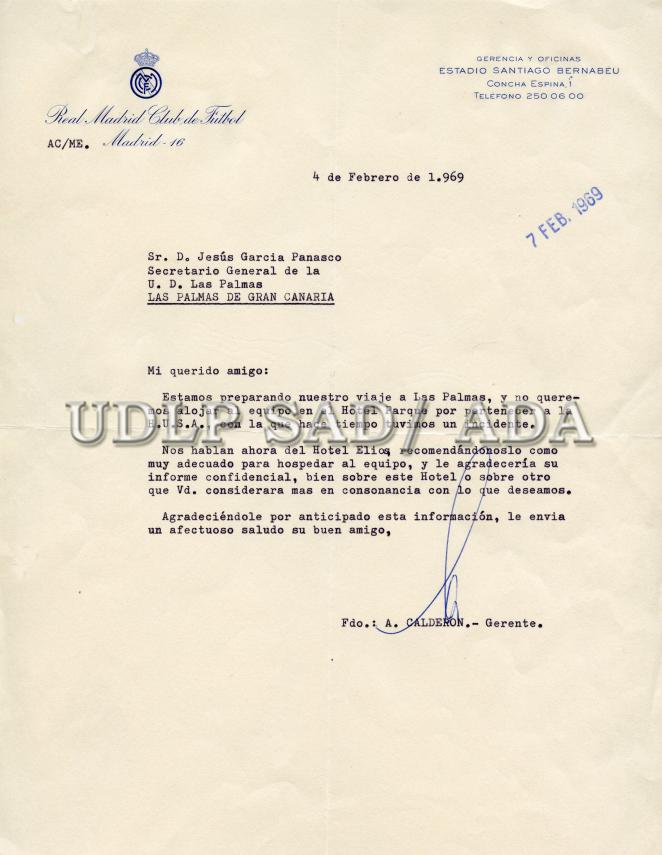 GERENCIA Y OFICINAS
ESTADIO SANTIAGO BERNABEU
CONCHA ESPINA, 1
TELÉFONO 250 06 00
Real Madrid Club de Fútbol
AC/ME. Madrid - 16
4 de Febrero de 1.969
7 FEB. 1969
Sr. D. Jesús Garcia Panasco
Secretario General de la
U. D. Las Palmas
LAS PALMAS DE GRAN CANARIA
Mi querido amigo:
Estamos preparando nuestro viaje a Las Palmas, y no quere-
mos alojar al equipo en el Hotel Parque por pertenecer a la
H.U.S.A., con la que hace tiempo tuvimos un incidente.
UDLP SAD/ ADA
Nos hablan ahora del Hotel Elios, recomendándonoslo como
muy adecuado para hospedar al equipo, y le agradecería su
informe confidencial, bien sobre este Hotel o sobre otro
que Vd. considerara mas en consonancia con lo que deseamos.
Agradeciéndole por anticipado esta información, le envia
un afectuoso saludo su buen amigo,
Fdo.: A. CALDERON.- Gerente.